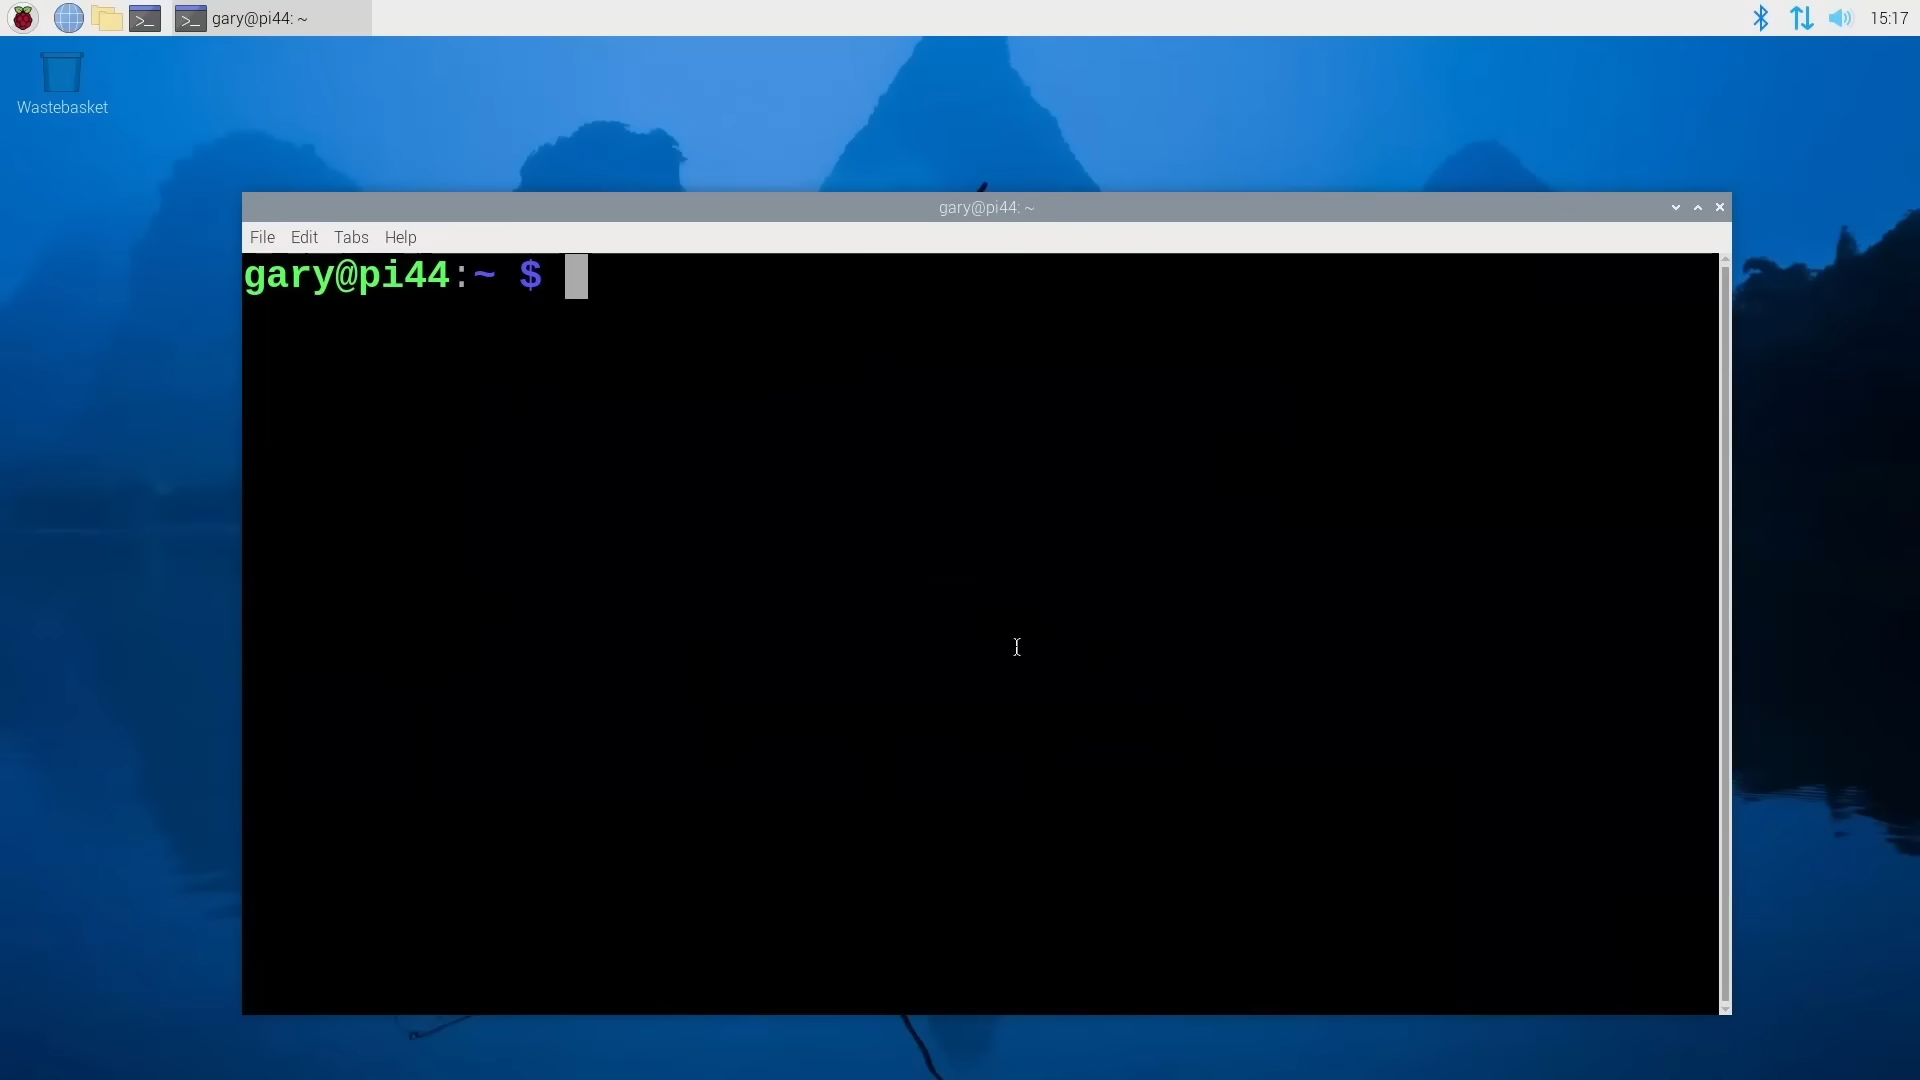 gary@pi44: ~
15:17
Wastebasket
gary@pi44: ~
File Edit Tabs Help
gary@pi44:~ $